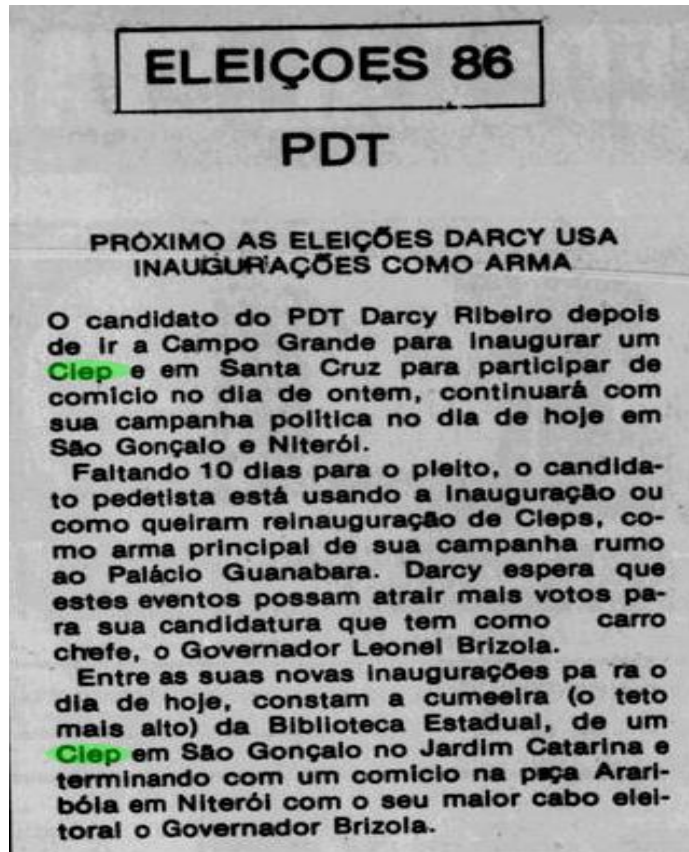 ELEIÇOES 86
PDT
PRÓXIMO AS ELEIÇÕES DARCY USA
INAUGURAÇÕES COMO ARMA
O candidato do PDT Darcy Ribeiro depois
de ir a Campo Grande para inaugurar um
Ciep e em Santa Cruz para participar de
comício no dia de ontem, continuará com
sua campanha politica no dia de hoje em
São Gonçalo e Niterói.
Faltando 10 dias para o pleito, o candida-
to pedetista está usando a inauguração ou
como queiram reinauguração de Cieps, co-
mo arma principal de sua campanha rumo
ao Palácio Guanabara. Darcy espera que
estes eventos possam atrair mais votos pa-
ra sua candidatura que tem como carro
chefe, o Governador Leonel Brizola.
Entre as suas novas inaugurações pa ra o
dia de hoje, constam a cumeeira (o teto
mais alto) da Biblioteca Estadual, de um
Ciep em São Gonçalo no Jardim Catarina e
terminando com um comício na praça Arari-
bóia em Niterói com o seu maior cabo elei-
toral o Governador Brizola.